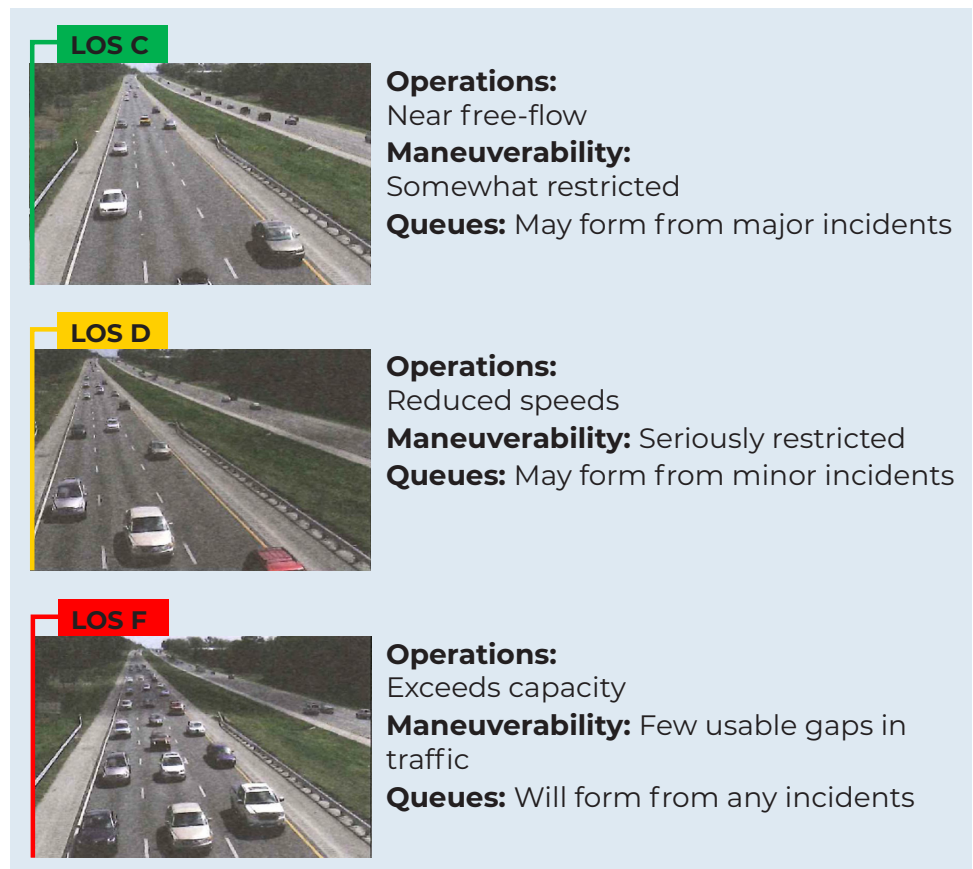 LOS C
Operations:
Near free-flow
Maneuverability:
Somewhat restricted
Queues: May form from major incidents
LOS D
Operations:
Reduced speeds
Maneuverability: Seriously restricted
Queues: May form from minor incidents
LOS F
Operations:
Exceeds capacity
Maneuverability: Few usable gaps in
traffic
Queues: Will form from any incidents